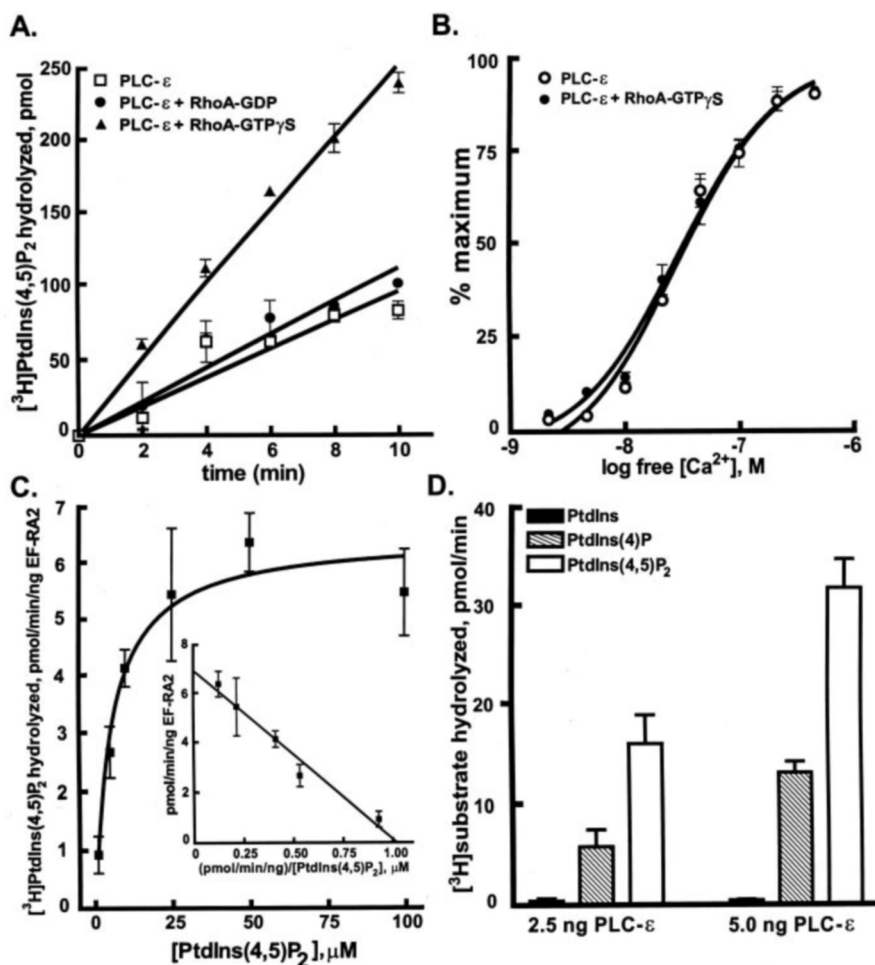 A.
[³H]PtdIns(4,5)P₂ hydrolyzed, pmol
250
200
150
100
50
0
PLC-ε
PLC-ε + RhoA-GDP
PLC-ε + RhoA-GTPγS
0 2 4 6 8 10
time (min)
B.
% maximum
100
75
50
25
0
PLC-ε
PLC-ε + RhoA-GTPγS
-9 -8 -7 -6
log free [Ca²⁺], M
C.
[³H]PtdIns(4,5)P₂ hydrolyzed, pmol/min/ng EF-RA2
7
6
5
4
3
2
1
0
0 25 50 75 100
[PtdIns(4,5)P₂],μM
pmol/min/ng EF-RA2
8
6
4
2
0
0 0.50 0.75 1.00
(pmol/min/ng)/[PtdIns(4,5)P₂], μM
D.
[³H]substrate hydrolyzed, pmol/min
40
30
20
10
0
PtdIns
PtdIns(4)P
PtdIns(4,5)P₂
2.5 ng PLC-ε 5.0 ng PLC-ε